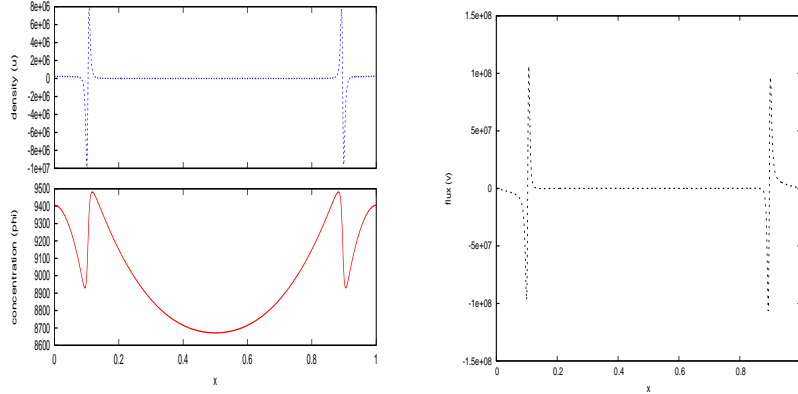 8e+06
6e+06
4e+06
2e+06
0
-2e+06
-4e+06
-6e+06
-8e+06
-1e+07
density (u)
9500
9400
9300
9200
9100
9000
8900
8800
8700
8600
concentration (phi)
0 0.2 0.4 0.6 0.8 1
x
1.5e+08
1e+08
5e+07
0
-5e+07
-1e+08
-1.5e+08
flux (v)
0 0.2 0.4 0.6 0.8
x